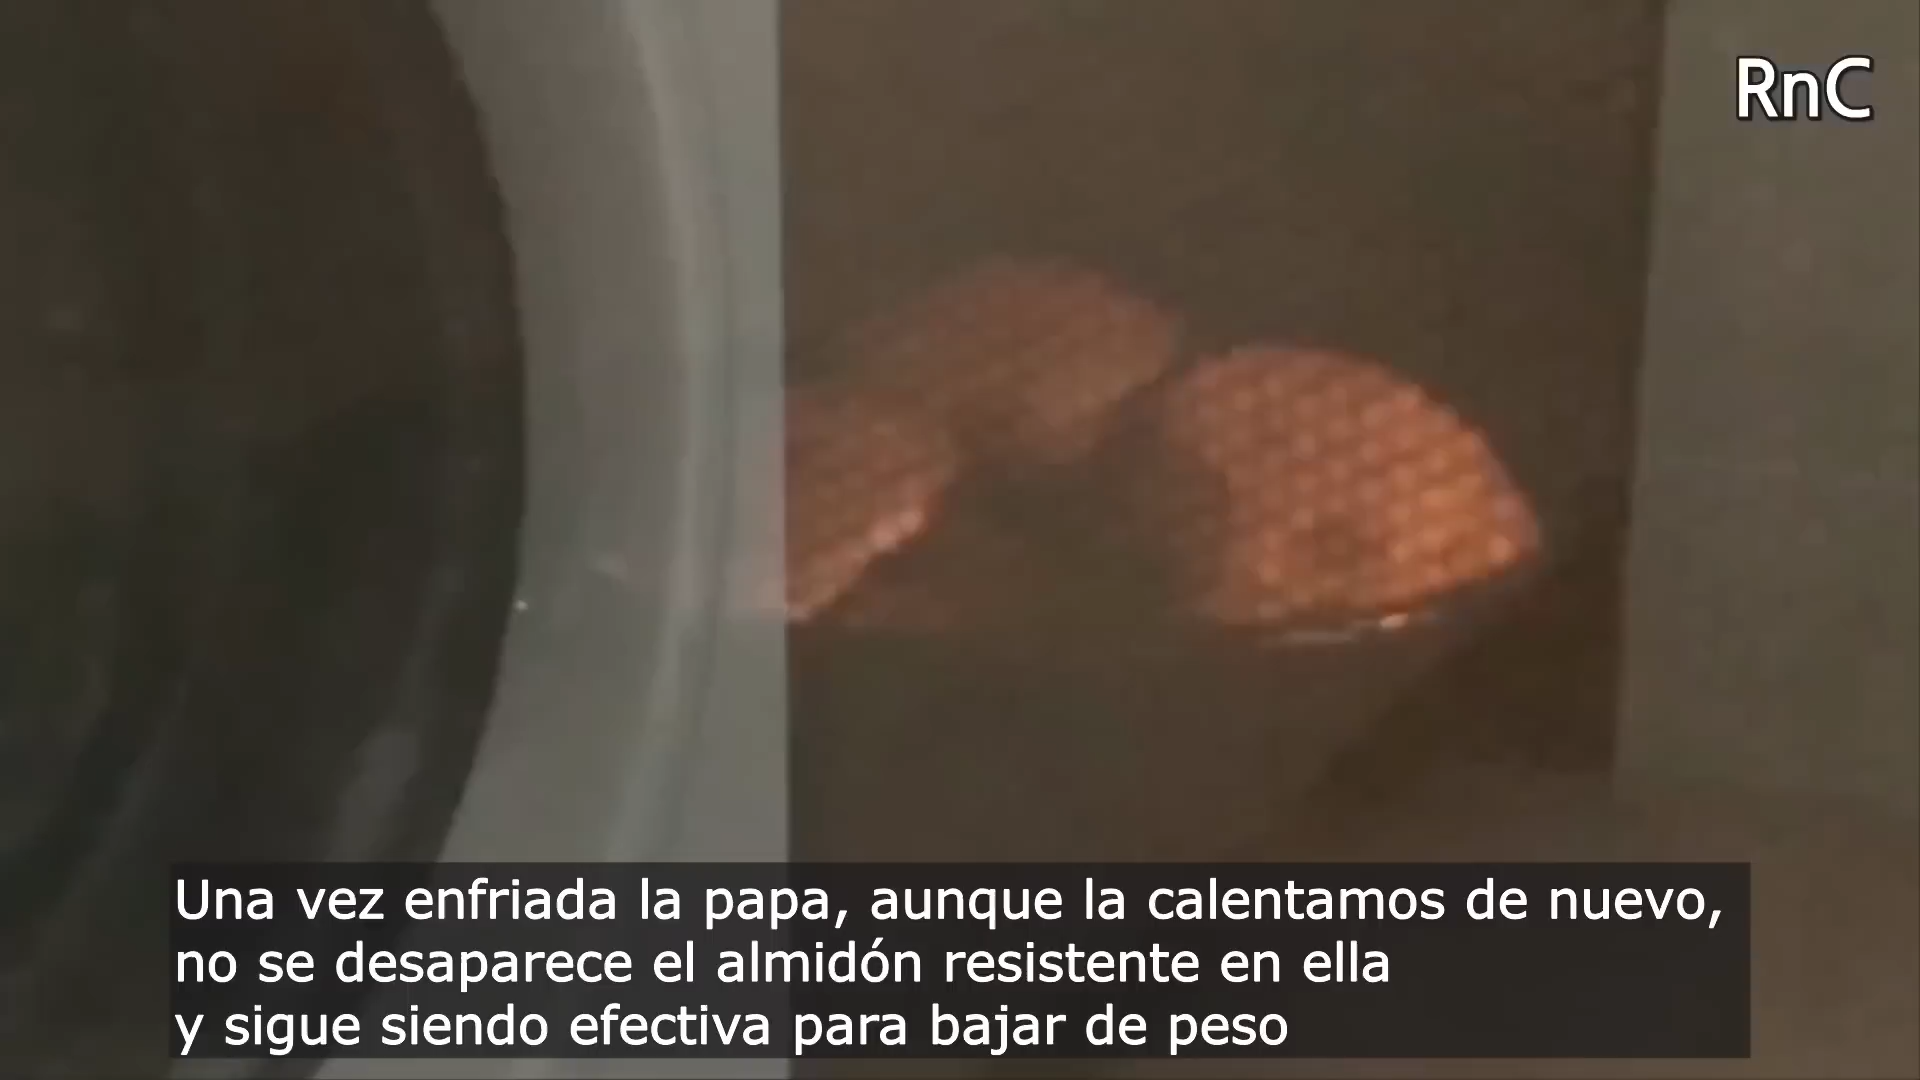 RnC
Una vez enfriada la papa, aunque la calentamos de nuevo,
no se desaparece el almidón resistente en ella
y sigue siendo efectiva para bajar de peso